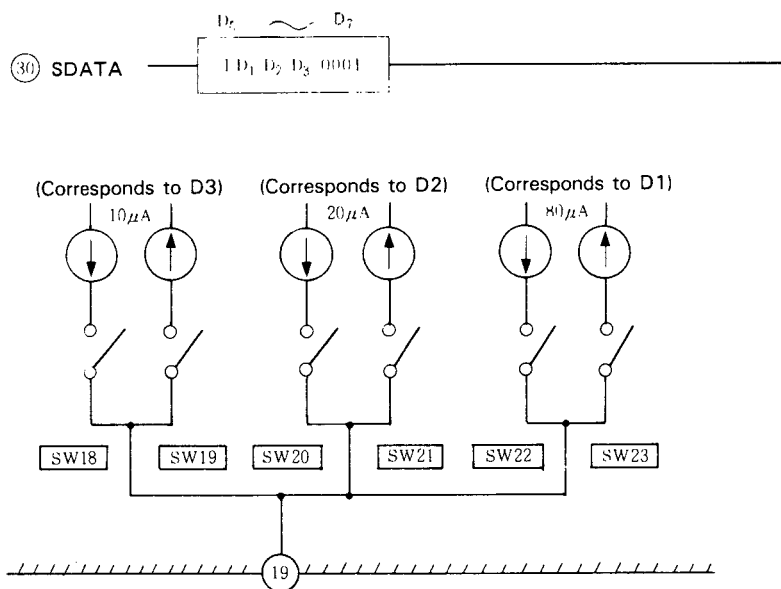 D₀ ～ D₇
30 SDATA
1 D₁ D₂ D₃ 0001
(Corresponds to D3) (Corresponds to D2) (Corresponds to D1)
10μA 20μA 80μA
SW18 SW19 SW20 SW21 SW22 SW23
19